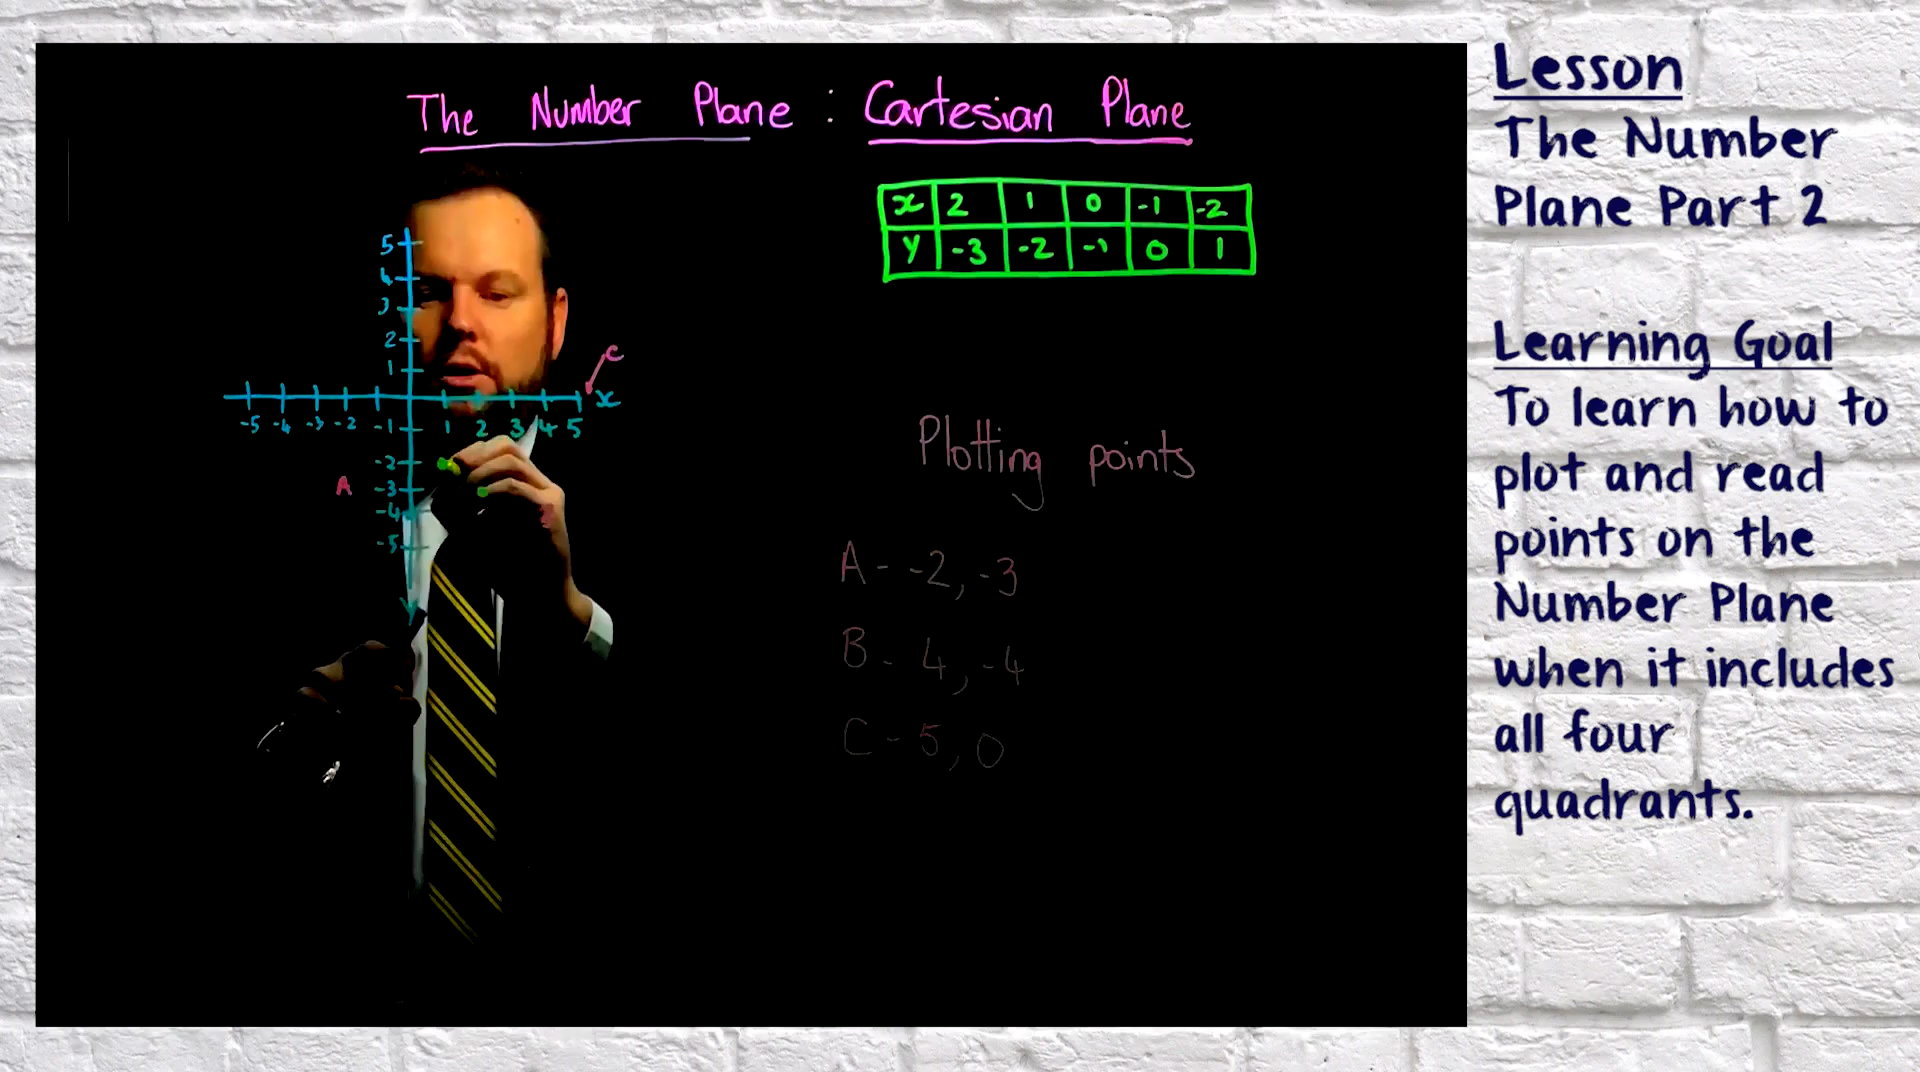 The Number Plane : Cartesian Plane
x 2 1 0 -1 -2
y -3 -2 -1 0 1
5
4
3
2
1
C
x
-5 -4 -3 -2 -1 1 2 3 4 5
-2
A -3
-4
B
-5
Plotting points
A - -2, -3
B - 4, -4
C - 5, 0
Lesson
The Number
Plane Part 2
Learning Goal
To learn how to
plot and read
points on the
Number Plane
when it includes
all four
quadrants.